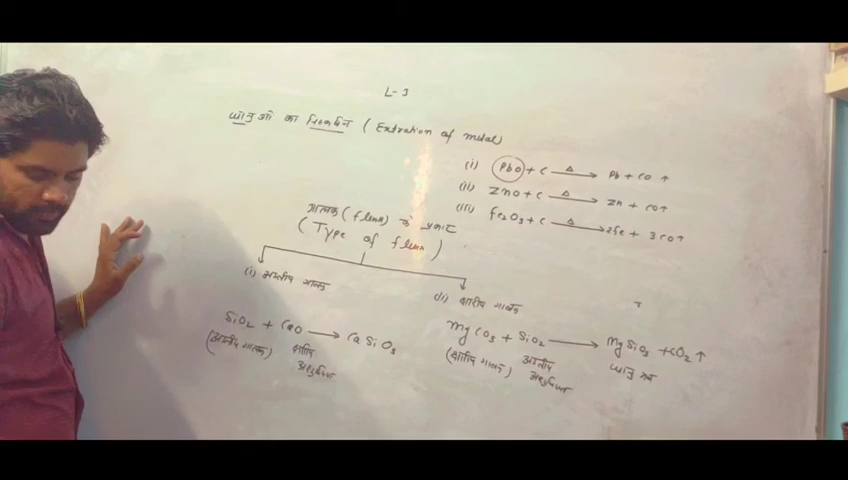 L-3
धातुओं का निष्कर्षण (Extration of metal)
(i) PbO + C —Δ→ Pb + CO ↑
(ii) ZnO + C —Δ→ Zn + CO↑
(iii) Fe₂O₃ + C —Δ→ 2Fe + 3CO↑
गालक (flux) के प्रकार
(Type of flux)
(i) अम्लीय गालक
(ii) क्षारीय गालक
SiO₂ + CaO → CaSiO₃
(अम्लीय गालक) क्षारीय
MgCO₃ + SiO₂ → MgSiO₃ + CO₂↑
(क्षारीय गालक) अम्लीय
धातु मल